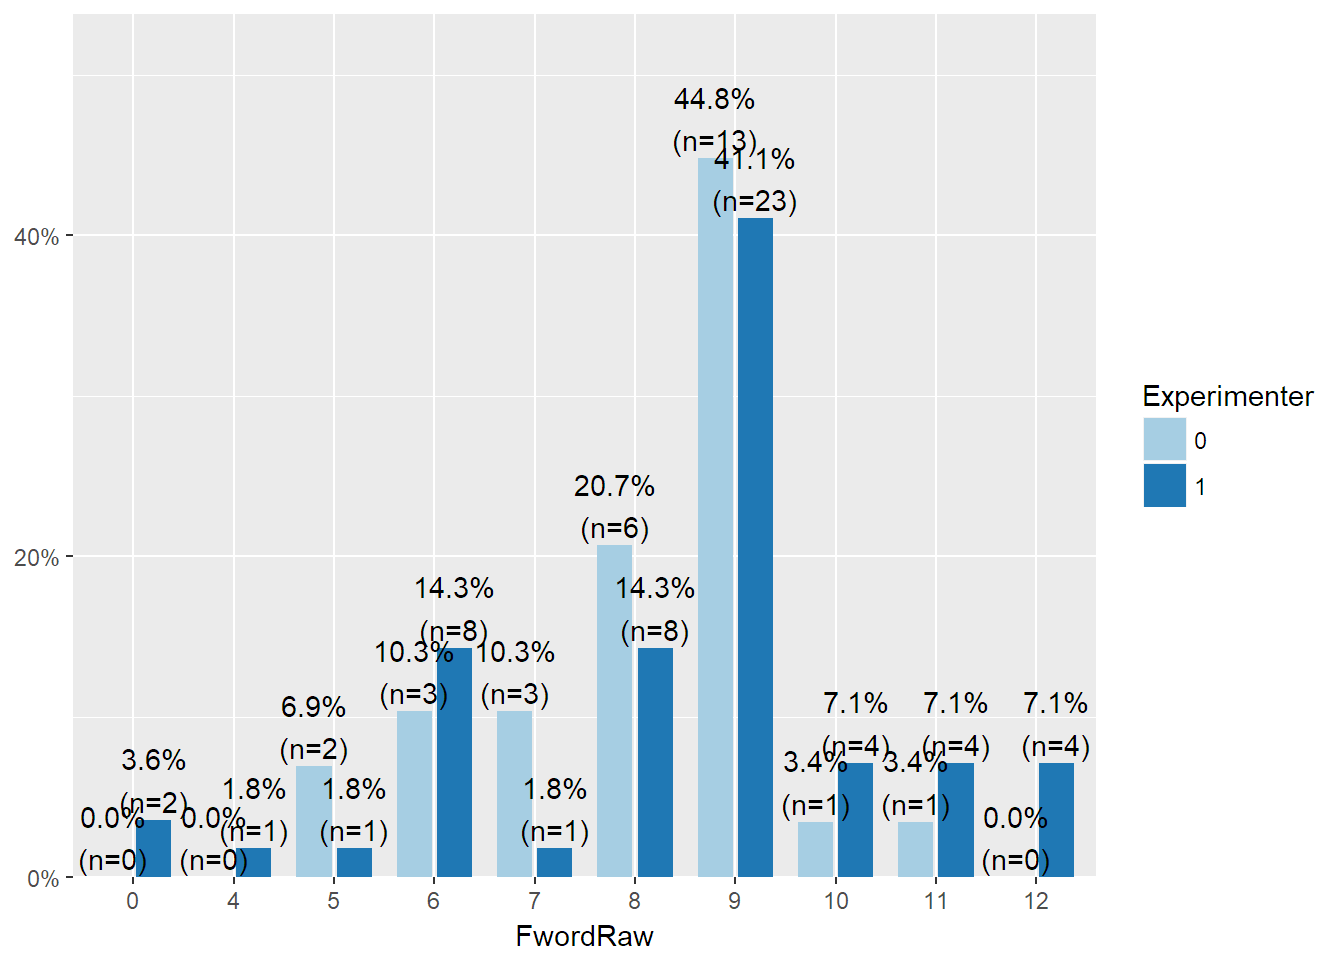 44.8%
(n=13)
41.1%
(n=23)
40%
20.7%
(n=6)
20%
14.3%
(n=8)
14.3%
(n=8)
10.3%
(n=3)
10.3%
(n=3)
6.9%
(n=2)
7.1%
(n=4)
7.1%
(n=4)
7.1%
(n=4)
3.6%
(n=2)
3.4%
(n=1)
3.4%
(n=1)
1.8%
(n=1)
1.8%
(n=1)
1.8%
(n=1)
0.0%
(n=0)
0.0%
(n=0)
0.0%
(n=0)
0%
0 4 5 6 7 8 9 10 11 12
FwordRaw
Experimenter
0
1